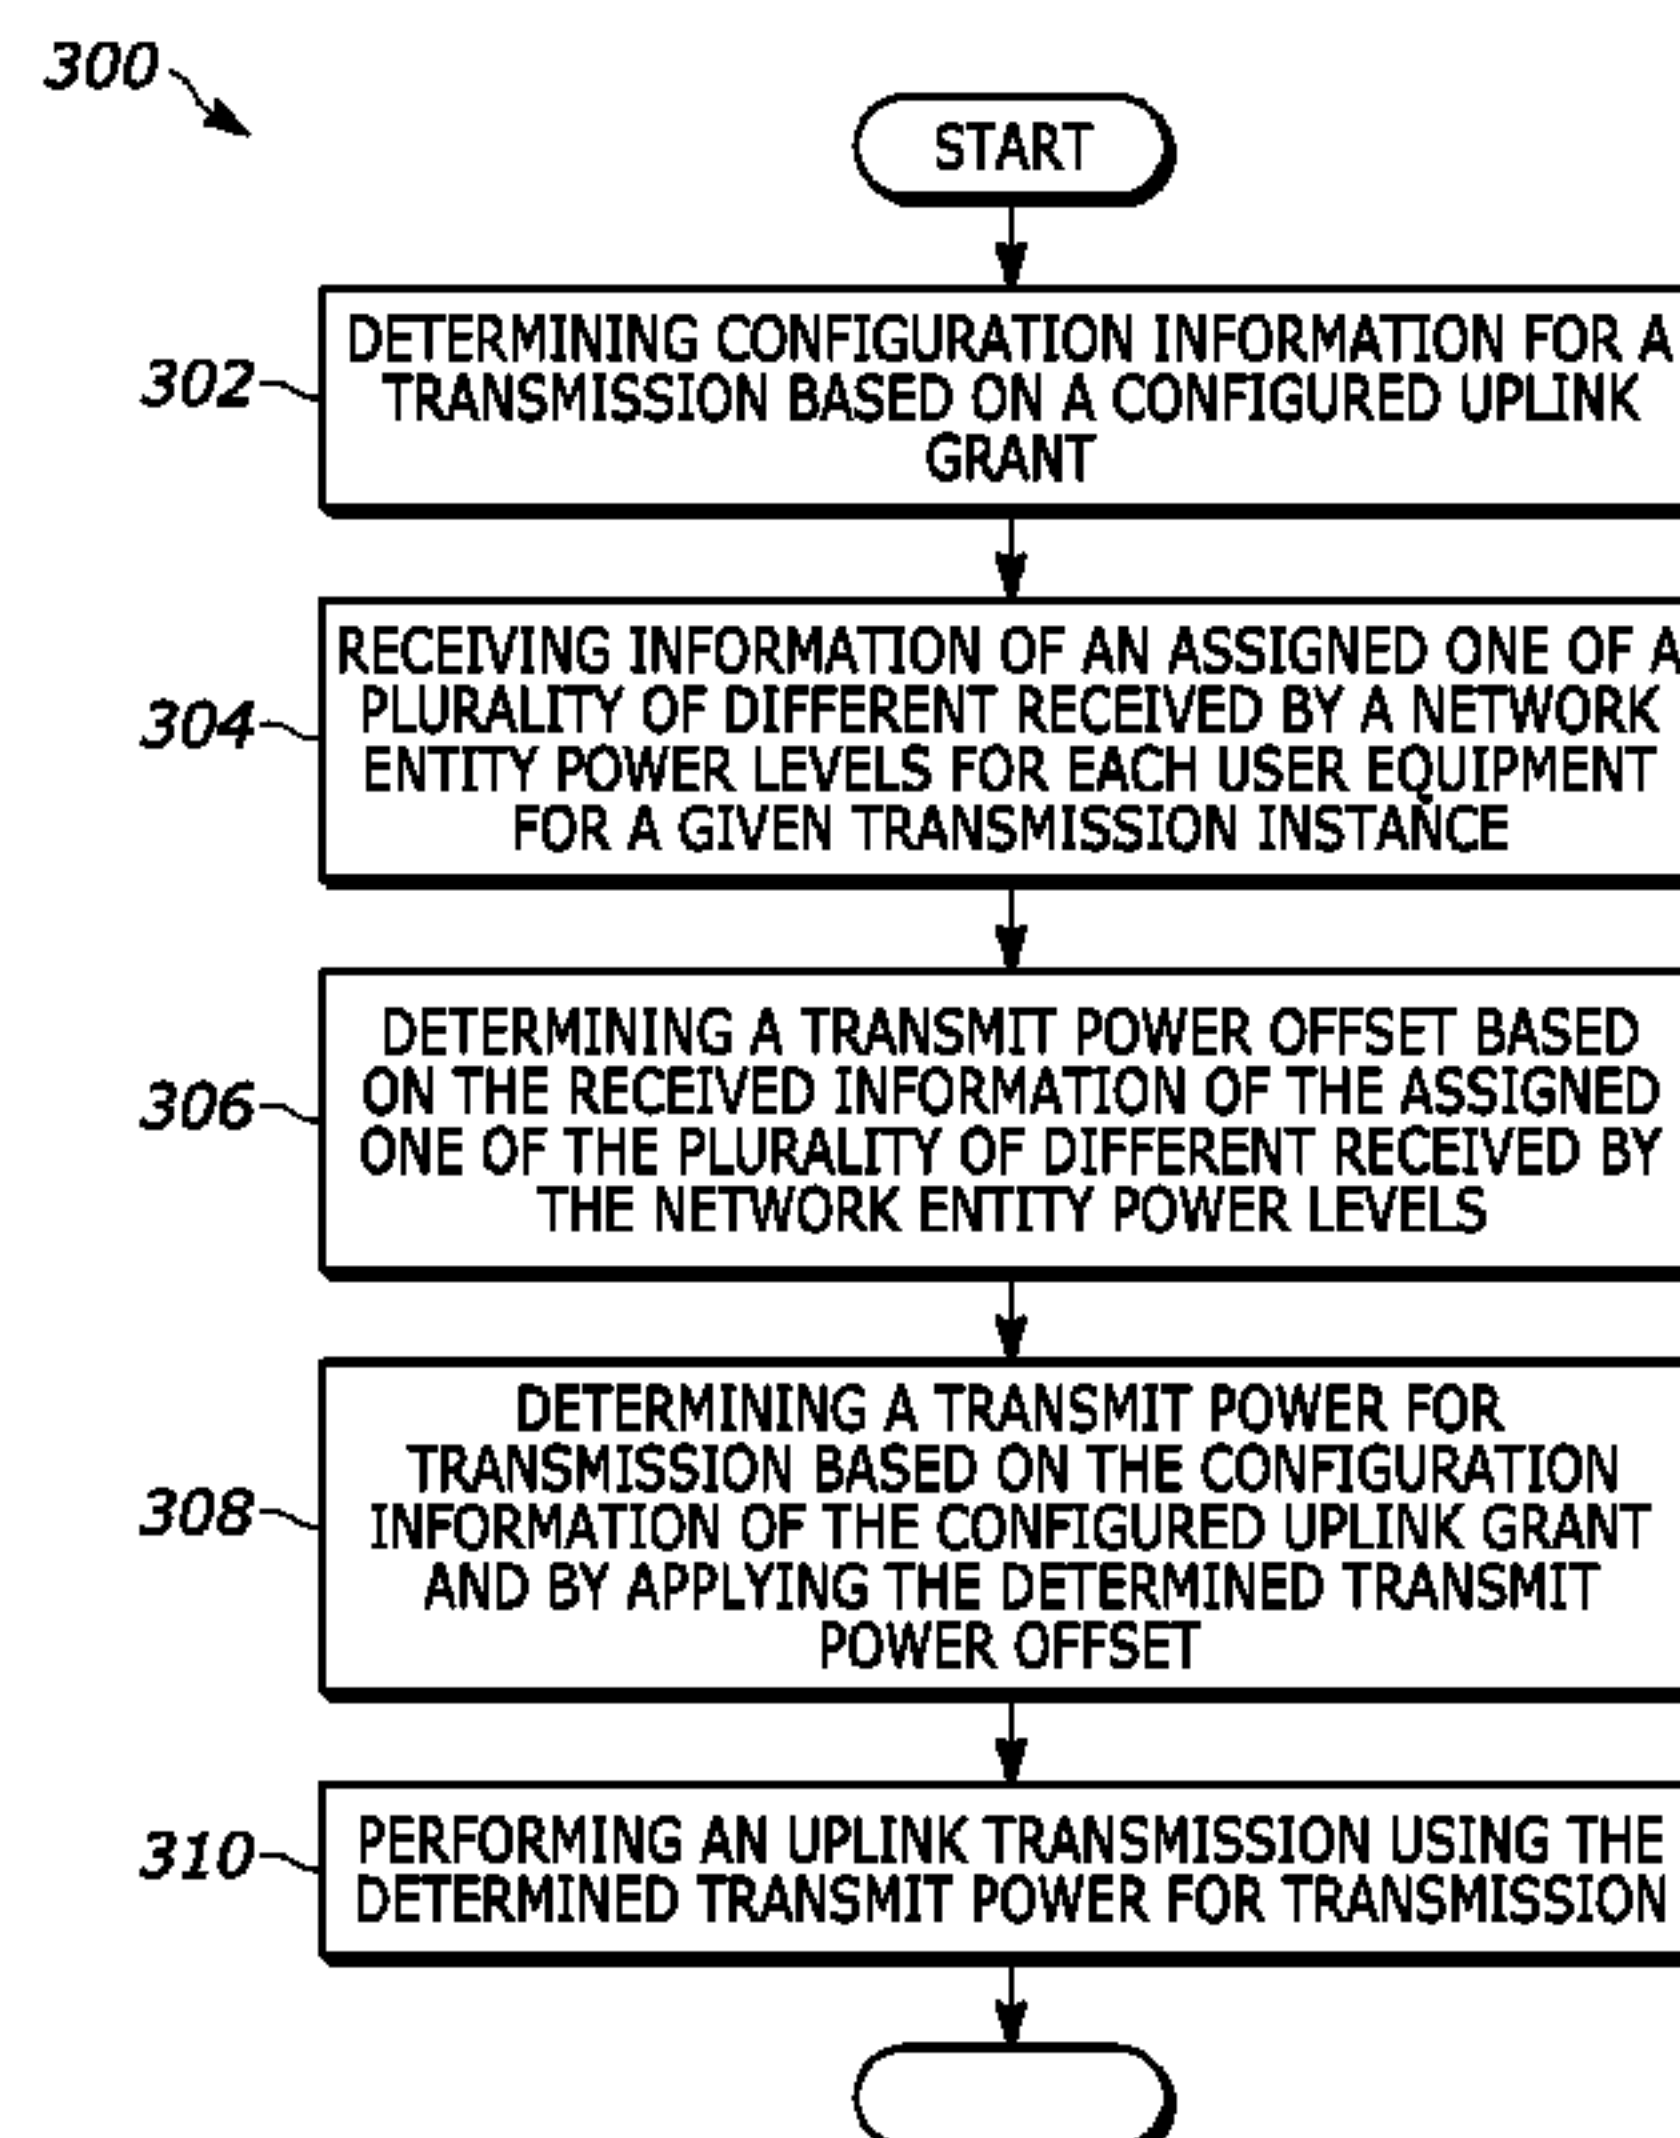 300
START
302
DETERMINING CONFIGURATION INFORMATION FOR A
TRANSMISSION BASED ON A CONFIGURED UPLINK
GRANT
304
RECEIVING INFORMATION OF AN ASSIGNED ONE OF A
PLURALITY OF DIFFERENT RECEIVED BY A NETWORK
ENTITY POWER LEVELS FOR EACH USER EQUIPMENT
FOR A GIVEN TRANSMISSION INSTANCE
306
DETERMINING A TRANSMIT POWER OFFSET BASED
ON THE RECEIVED INFORMATION OF THE ASSIGNED
ONE OF THE PLURALITY OF DIFFERENT RECEIVED BY
THE NETWORK ENTITY POWER LEVELS
308
DETERMINING A TRANSMIT POWER FOR
TRANSMISSION BASED ON THE CONFIGURATION
INFORMATION OF THE CONFIGURED UPLINK GRANT
AND BY APPLYING THE DETERMINED TRANSMIT
POWER OFFSET
310
PERFORMING AN UPLINK TRANSMISSION USING THE
DETERMINED TRANSMIT POWER FOR TRANSMISSION